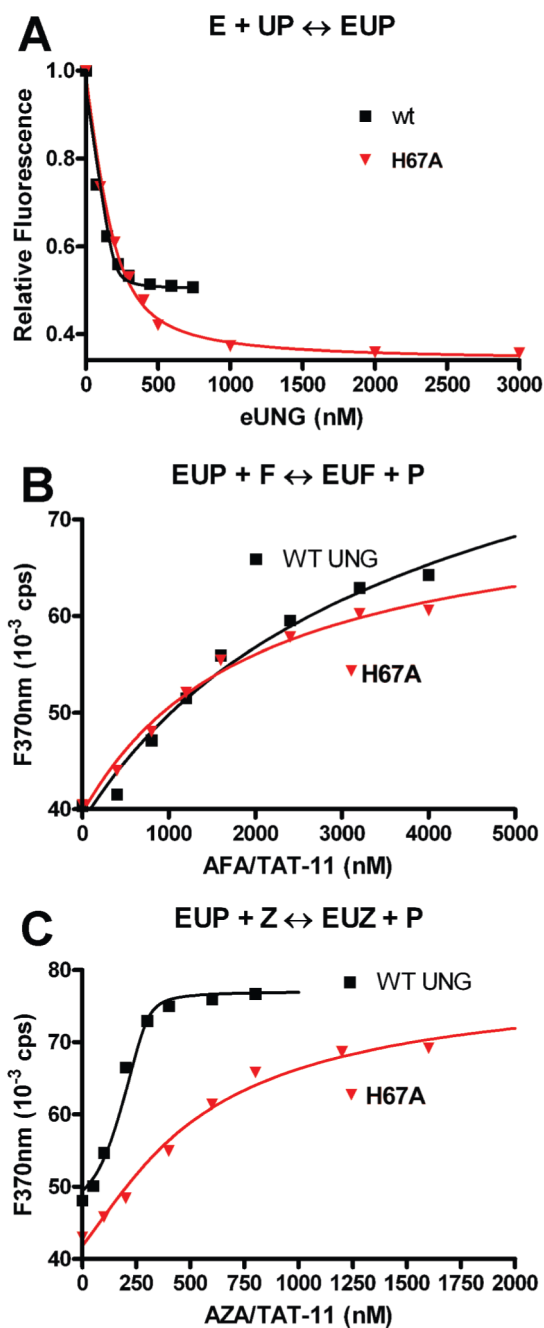 A
E + UP ↔ EUP
1.0
0.8
0.6
0.4
Relative Fluorescence
wt
H67A
0 500 1000 1500 2000 2500 3000
eUNG (nM)
B
EUP + F ↔ EUF + P
70
60
50
40
F370nm (10⁻³ cps)
WT UNG
H67A
0 1000 2000 3000 4000 5000
AFA/TAT-11 (nM)
C
EUP + Z ↔ EUZ + P
80
70
60
50
40
F370nm (10⁻³ cps)
WT UNG
H67A
0 250 500 750 1000 1250 1500 1750 2000
AZA/TAT-11 (nM)